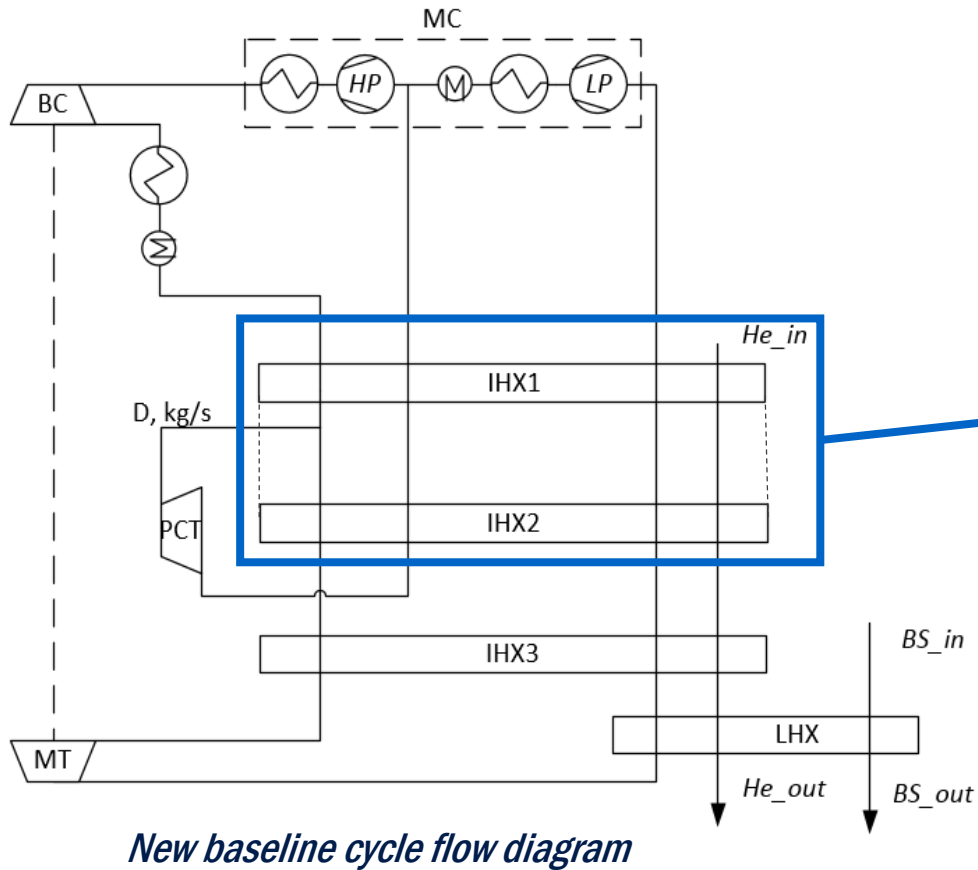 MC
HP
M
LP
BC
M
He_in
IHX1
D, kg/s
PCT
IHX2
IHX3
BS_in
LHX
MT
He_out
BS_out
New baseline cycle flow diagram